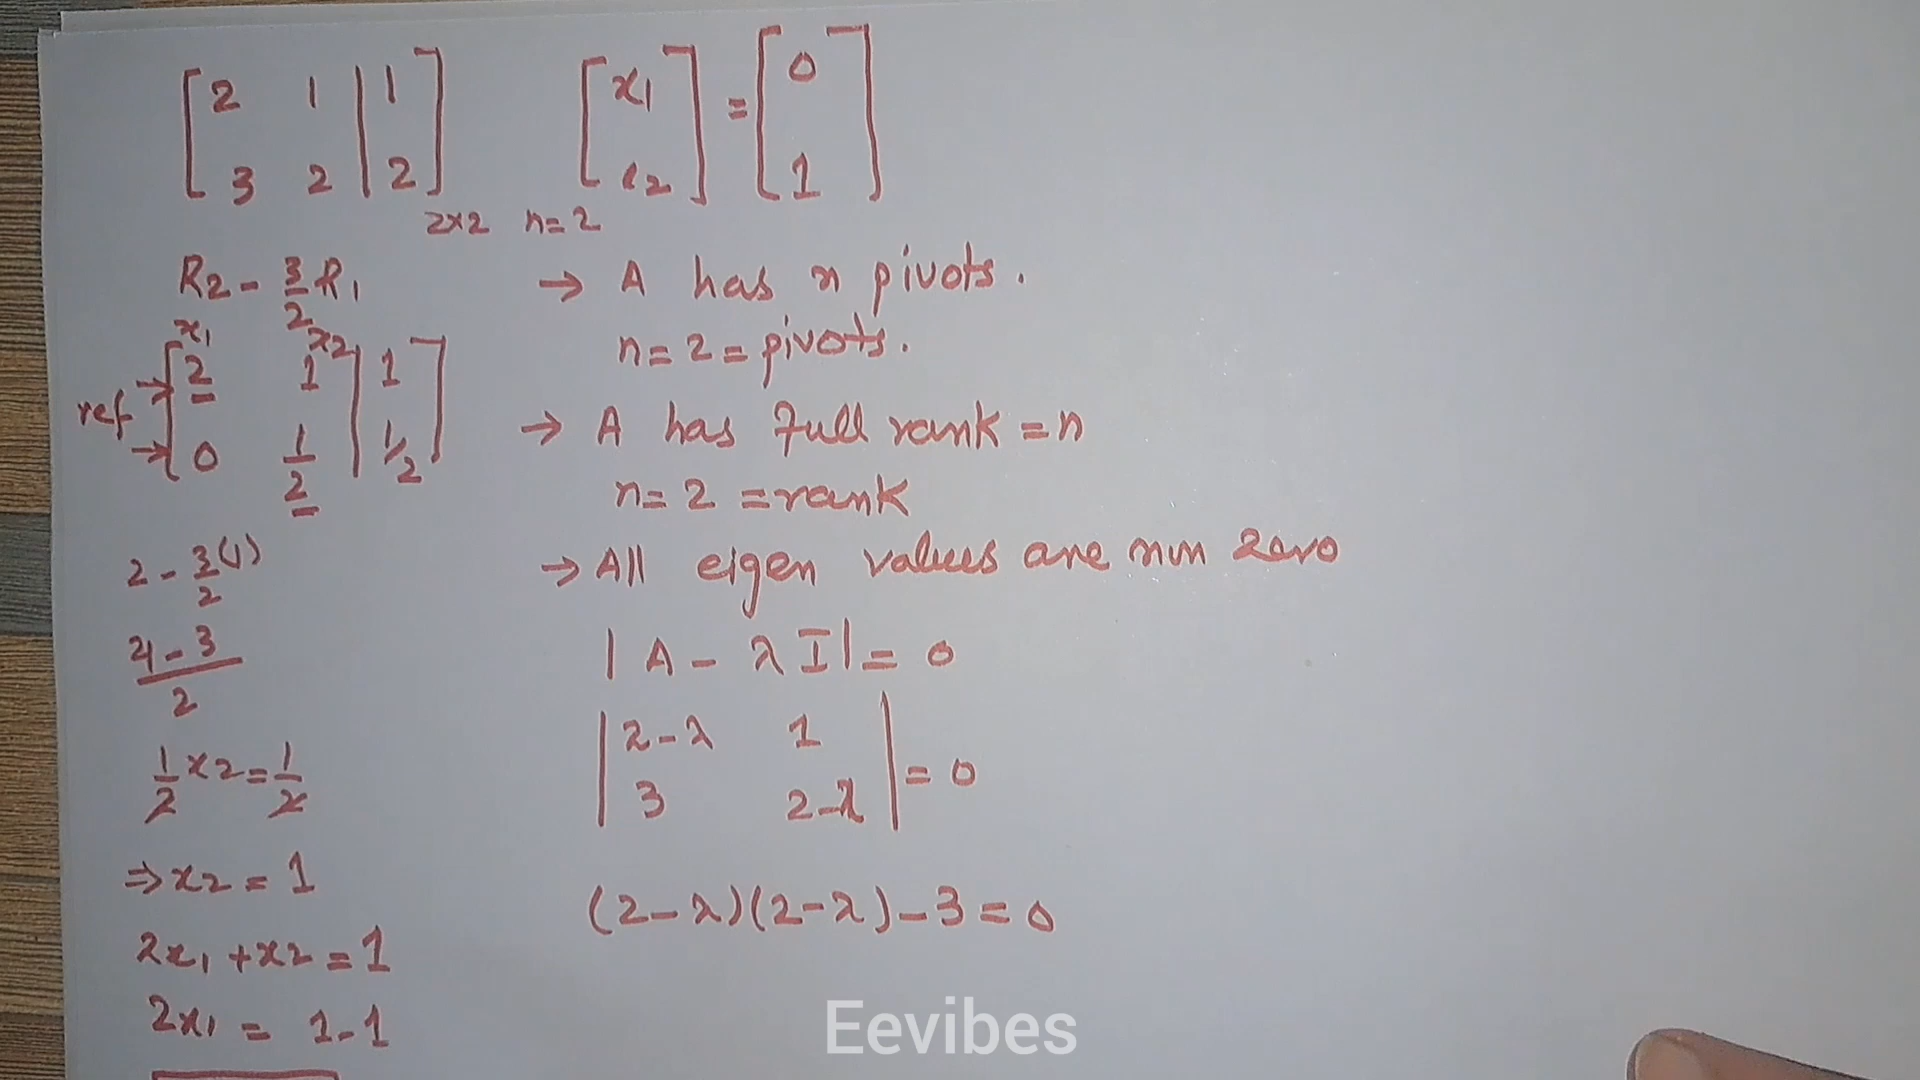 [2 1 | 1]
[3 2 | 2] 2×2 n=2
R2 - 3/2 R1
x1 x2
ref → [2 1 | 1]
→ [0 1/2 | 1/2]
2 - 3/2 (1)
4 - 3
2
1/2 x2 = 1/2
⇒ x2 = 1
2x1 + x2 = 1
2x1 = 1 - 1
[x1] = [0]
[x2] [1]
→ A has n pivots.
n = 2 = pivots.
→ A has full rank = n
n = 2 = rank
→ All eigen values are non zero
|A - λI| = 0
|2-λ 1|
|3 2-λ| = 0
(2-λ)(2-λ) - 3 = 0
Eevibes